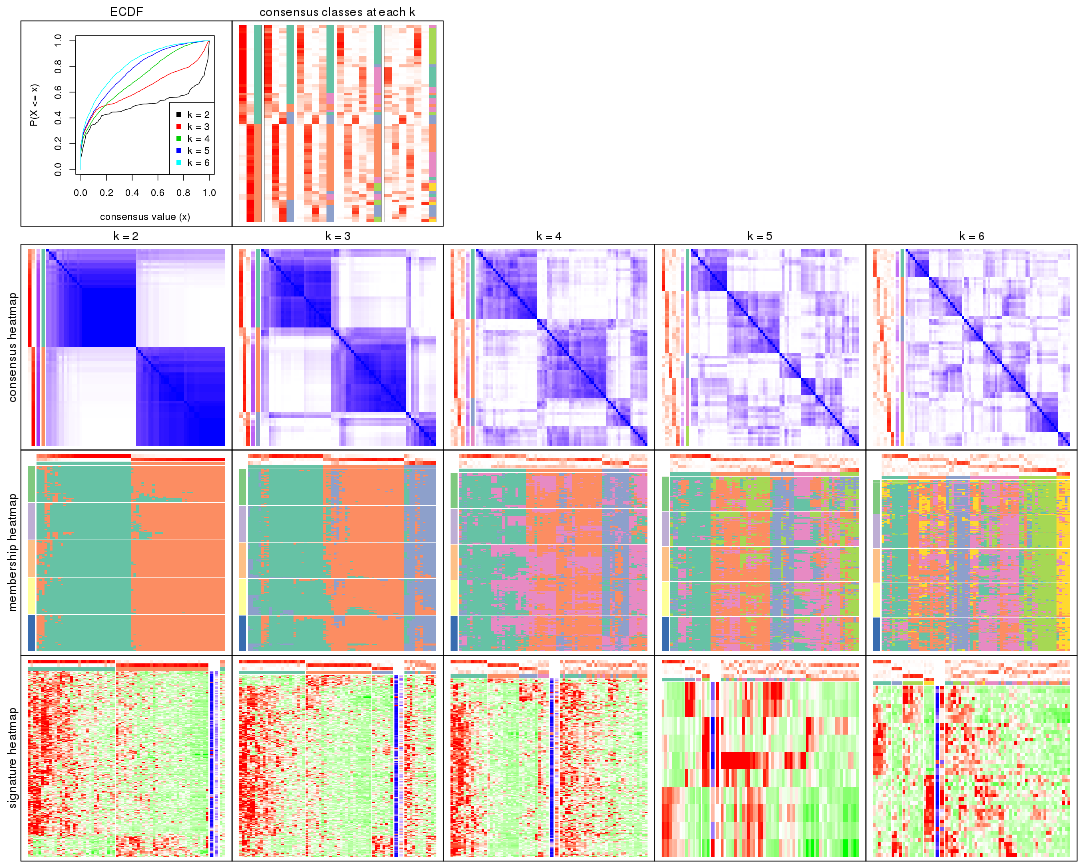 ECDF
consensus classes at each k
P(X <= x)
0.0 0.2 0.4 0.6 0.8 1.0
k = 2
k = 3
k = 4
k = 5
k = 6
0.0 0.2 0.4 0.6 0.8 1.0
consensus value (x)
k = 2
k = 3
k = 4
k = 5
k = 6
consensus heatmap
membership heatmap
signature heatmap